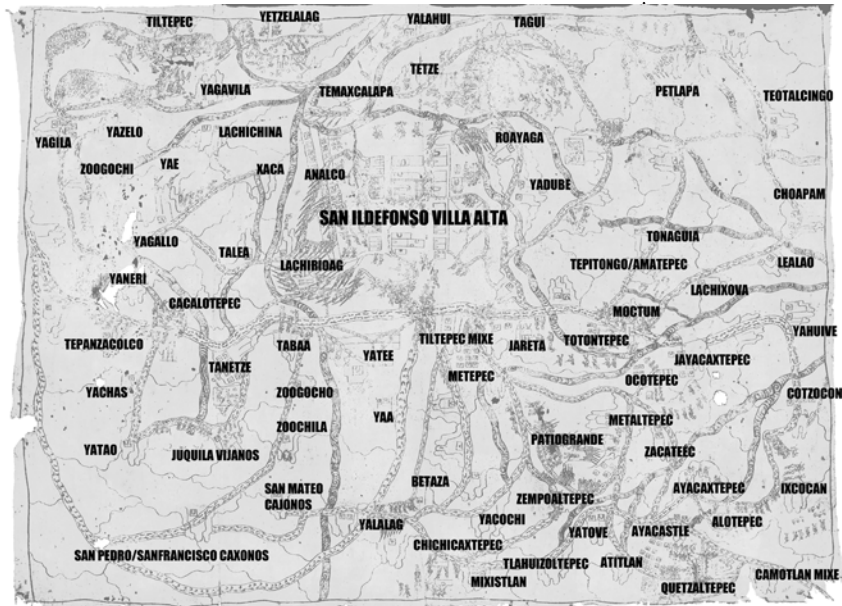 TILTEPEC
YETZELALAG
YALAHUI
TAGUI
TETZE
YAGAVILA
TEMAXCALAPA
PETLAPA
TEOTALCINGO
YAGILA
YAZELO
LACHICHINA
ROAYAGA
ZOOGOCHI
YAE
XACA
ANALCO
YADUBE
CHOAPAM
SAN ILDEFONSO VILLA ALTA
YAGALLO
TALEA
TONAGUIA
LACHIRIOAG
TEPITONGO/AMATEPEC
LEALAO
YANERI
CACALOTEPEC
LACHIXOVA
MOCTUM
TEPANZACOLCO
TABAA
YATEE
TILTEPEC MIXE
JARETA
TOTONTEPEC
YAHUIVE
TANETZE
METEPEC
JAYACAXTEPEC
OCOTEPEC
YACHAS
ZOOGOCHO
COTZOCON
YAA
METALTEPEC
YATAO
JUQUILA VIJANOS
ZOOCHILA
PATIOGRANDE
ZACATEEC
SAN MATEO
CAJONOS
BETAZA
ZEMPOALTEPEC
AYACAXTEPEC
IXCOCAN
YALALAG
YACOCHI
YATOVE
AYACASTLE
ALOTEPEC
SAN PEDRO/SANFRANCISCO CAXONOS
CHICHICAXTEPEC
TLAHUIZOLTEPEC
ATITLAN
MIXISTLAN
QUETZALTEPEC
CAMOTLAN MIXE